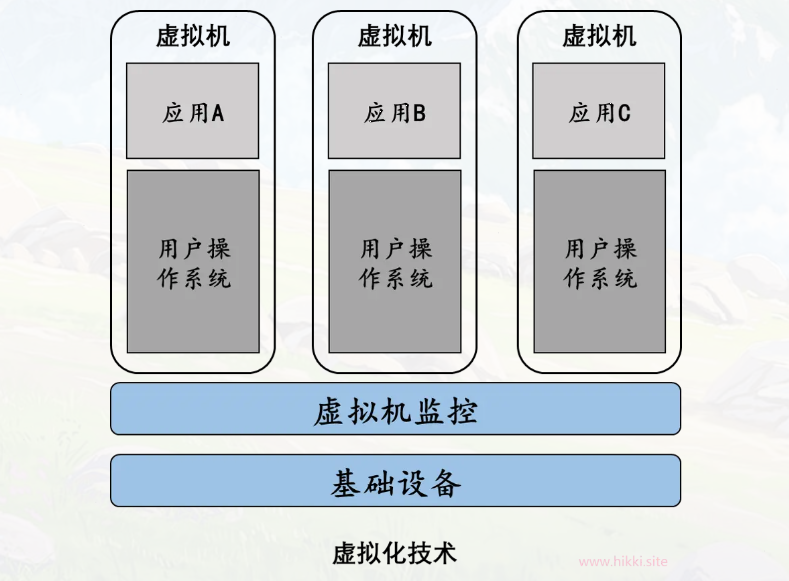 虚拟机 虚拟机 虚拟机
应用A 应用B 应用C
用户操 用户操 用户操
作系统 作系统 作系统
虚拟机监控
基础设备
虚拟化技术
www.hikki.site